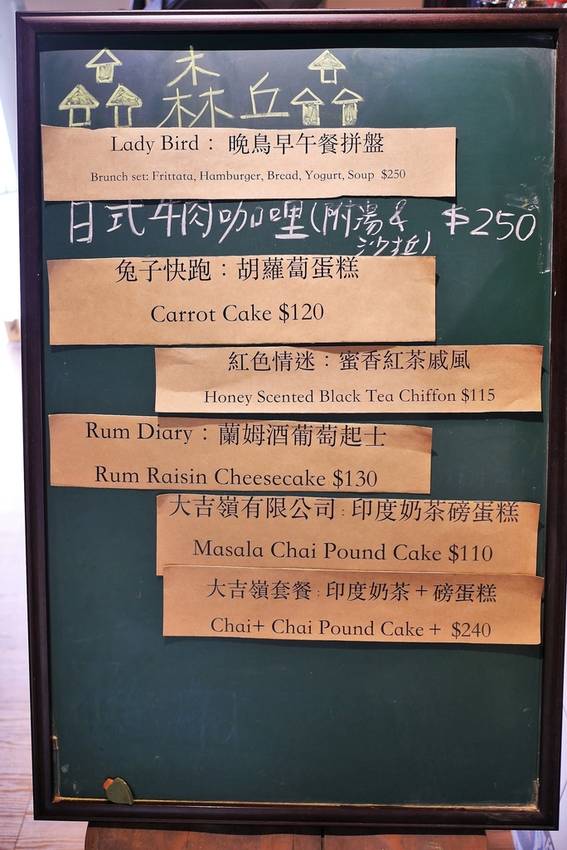 森丘
Lady Bird：晚鳥早午餐拼盤
Brunch set: Frittata, Hamburger, Bread, Yogurt, Soup $250
日式牛肉咖哩(附湯&沙拉) $250
兔子快跑：胡蘿蔔蛋糕
Carrot Cake $120
紅色情迷：蜜香紅茶戚風
Honey Scented Black Tea Chiffon $115
Rum Diary：蘭姆酒葡萄起士
Rum Raisin Cheesecake $130
大吉嶺有限公司：印度奶茶磅蛋糕
Masala Chai Pound Cake $110
大吉嶺套餐：印度奶茶＋磅蛋糕
Chai+ Chai Pound Cake＋ $240